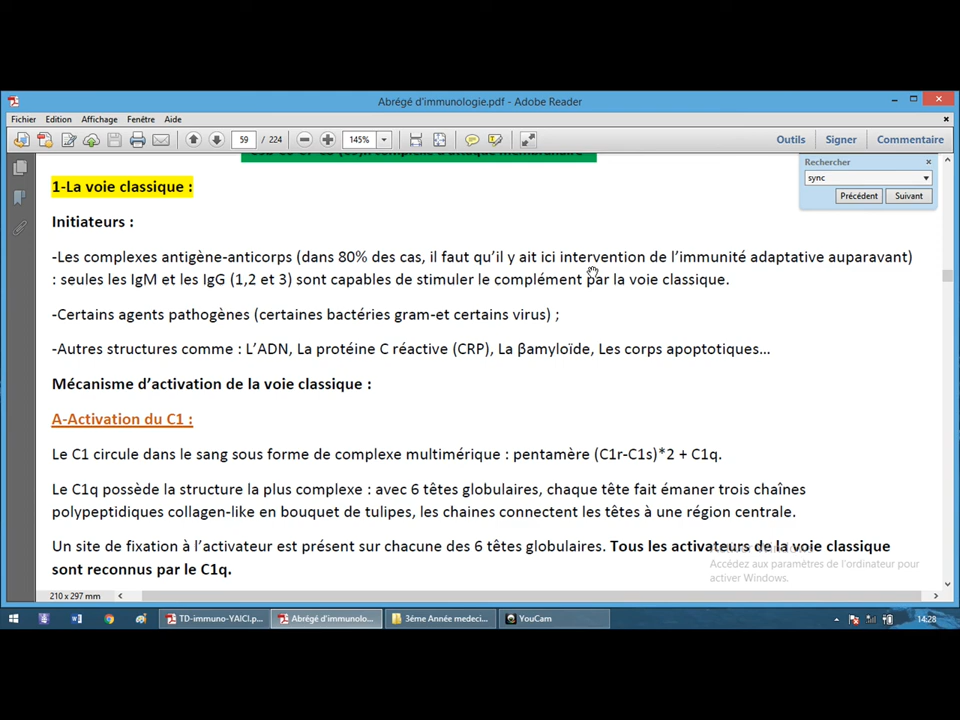 Abrégé d'immunologie.pdf - Adobe Reader
Fichier Edition Affichage Fenêtre Aide
59 / 224 145% Outils Signer Commentaire
Rechercher
sync
Précédent Suivant
1-La voie classique :
Initiateurs :
-Les complexes antigène-anticorps (dans 80% des cas, il faut qu'il y ait ici intervention de l'immunité adaptative auparavant)
: seules les IgM et les IgG (1,2 et 3) sont capables de stimuler le complément par la voie classique.
-Certains agents pathogènes (certaines bactéries gram-et certains virus) ;
-Autres structures comme : L'ADN, La protéine C réactive (CRP), La βamyloïde, Les corps apoptotiques…
Mécanisme d'activation de la voie classique :
A-Activation du C1 :
Le C1 circule dans le sang sous forme de complexe multimérique : pentamère (C1r-C1s)*2 + C1q.
Le C1q possède la structure la plus complexe : avec 6 têtes globulaires, chaque tête fait émaner trois chaînes
polypeptidiques collagen-like en bouquet de tulipes, les chaines connectent les têtes à une région centrale.
Un site de fixation à l'activateur est présent sur chacune des 6 têtes globulaires. Tous les activateurs de la voie classique
sont reconnus par le C1q.
Accédez aux paramètres de l'ordinateur pour
activer Windows.
210 x 297 mm
TD-immuno-YAICI.p... Abrégé d'immunolo... 3éme Année medeci... YouCam 14:28